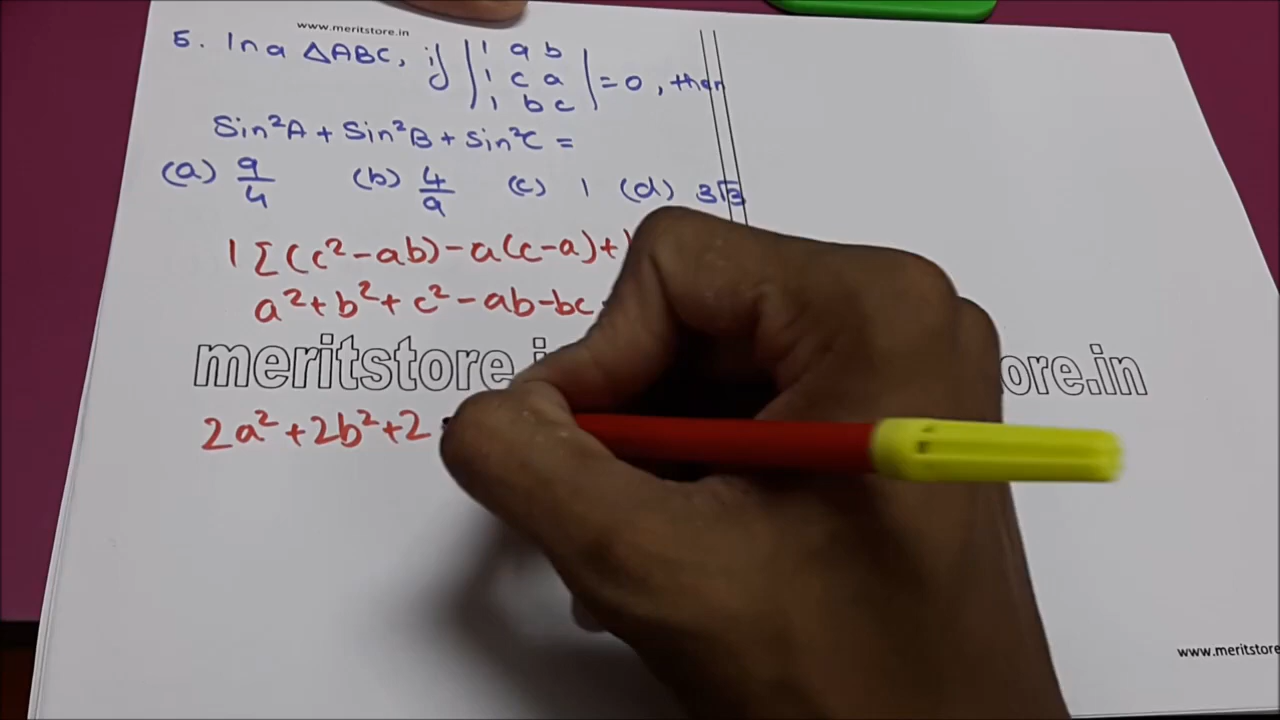 www.meritstore.in
5. In a △ABC, if | 1 a b | = 0, then
| 1 c a |
| 1 b c |
Sin²A + Sin²B + Sin²C =
(a) 9/4 (b) 4/9 (c) 1 (d) 3√3
1 [(c²-ab) - a(c-a) +
a² + b² + c² - ab - bc
meritstore.i ore.in
2a² + 2b² + 2
www.meritstore